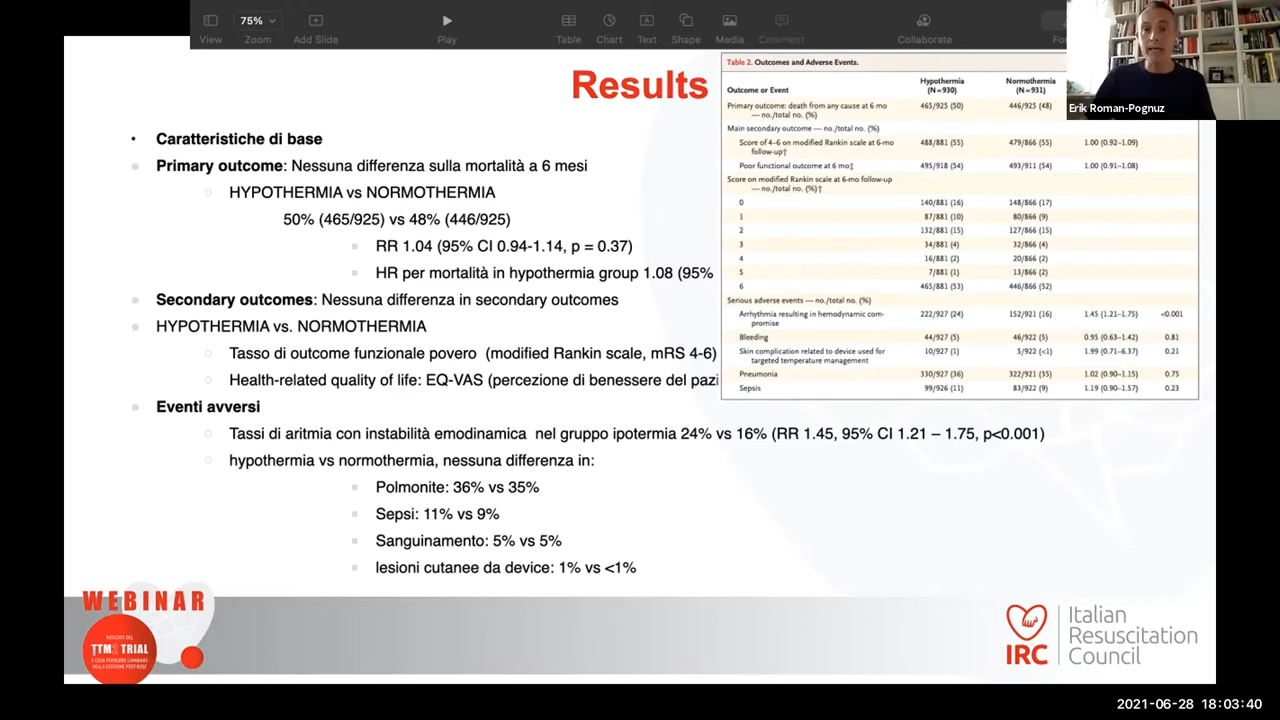 75%
View
Zoom
Add Slide
Play
Table
Chart
Text
Shape
Media
Comment
Collaborate
Erik Roman-Pognuz
Results
• Caratteristiche di base
Primary outcome: Nessuna differenza sulla mortalità a 6 mesi
HYPOTHERMIA vs NORMOTHERMIA
50% (465/925) vs 48% (446/925)
RR 1.04 (95% CI 0.94-1.14, p = 0.37)
HR per mortalità in hypothermia group 1.08 (95%
Secondary outcomes: Nessuna differenza in secondary outcomes
HYPOTHERMIA vs. NORMOTHERMIA
Tasso di outcome funzionale povero (modified Rankin scale, mRS 4-6)
Health-related quality of life: EQ-VAS (percezione di benessere del pazi
Eventi avversi
Tassi di aritmia con instabilità emodinamica nel gruppo ipotermia 24% vs 16% (RR 1.45, 95% CI 1.21 – 1.75, p<0.001)
hypothermia vs normothermia, nessuna differenza in:
Polmonite: 36% vs 35%
Sepsi: 11% vs 9%
Sanguinamento: 5% vs 5%
lesioni cutanee da device: 1% vs <1%
Table 2. Outcomes and Adverse Events.
Outcome or Event
Hypothermia
(N=930)
Normothermia
(N=931)
Primary outcome: death from any cause at 6 mo
— no./total no. (%)
465/925 (50) 446/925 (48)
Main secondary outcome — no./total no. (%)
Score of 4–6 on modified Rankin scale at 6-mo
follow-up†
488/881 (55) 479/866 (55) 1.00 (0.92–1.09)
Poor functional outcome at 6 mo‡ 495/918 (54) 493/911 (54) 1.00 (0.91–1.08)
Score on modified Rankin scale at 6-mo follow-up
— no./total no. (%)†
0 140/881 (16) 148/866 (17)
1 87/881 (10) 80/866 (9)
2 132/881 (15) 127/866 (15)
3 34/881 (4) 32/866 (4)
4 16/881 (2) 20/866 (2)
5 7/881 (1) 13/866 (2)
6 465/881 (53) 446/866 (52)
Serious adverse events — no./total no. (%)
Arrhythmia resulting in hemodynamic com-
promise
222/927 (24) 152/921 (16) 1.45 (1.21–1.75) <0.001
Bleeding 44/927 (5) 46/922 (5) 0.95 (0.63–1.42) 0.81
Skin complication related to device used for
targeted temperature management
10/927 (1) 5/922 (<1) 1.99 (0.71–6.37) 0.21
Pneumonia 330/927 (36) 322/921 (35) 1.02 (0.90–1.15) 0.75
Sepsis 99/926 (11) 83/922 (9) 1.19 (0.90–1.57) 0.23
WEBINAR
RISULTATI DEL
TTM2 TRIAL
E COSA POTREBBE CAMBIARE
NELLA GESTIONE POST ROSC
IRC
Italian
Resuscitation
Council
2021-06-28 18:03:40